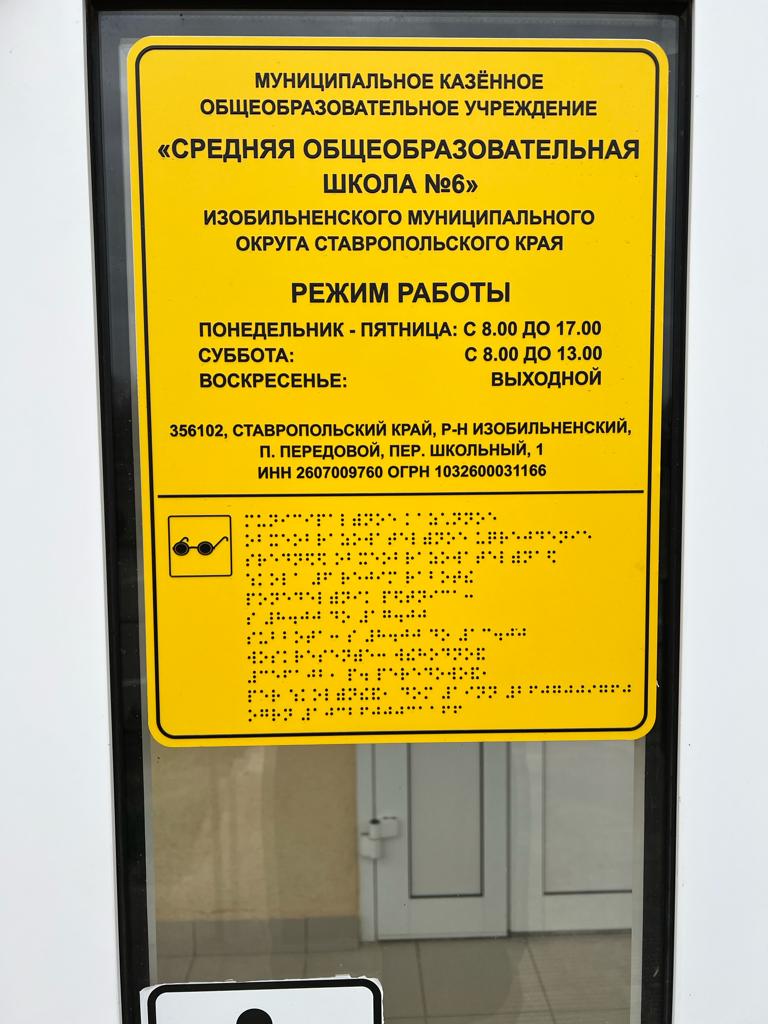 МУНИЦИПАЛЬНОЕ КАЗЁННОЕ
ОБЩЕОБРАЗОВАТЕЛЬНОЕ УЧРЕЖДЕНИЕ
«СРЕДНЯЯ ОБЩЕОБРАЗОВАТЕЛЬНАЯ
ШКОЛА №6»
ИЗОБИЛЬНЕНСКОГО МУНИЦИПАЛЬНОГО
ОКРУГА СТАВРОПОЛЬСКОГО КРАЯ
РЕЖИМ РАБОТЫ
ПОНЕДЕЛЬНИК - ПЯТНИЦА: С 8.00 ДО 17.00
СУББОТА: С 8.00 ДО 13.00
ВОСКРЕСЕНЬЕ: ВЫХОДНОЙ
356102, СТАВРОПОЛЬСКИЙ КРАЙ, Р-Н ИЗОБИЛЬНЕНСКИЙ,
П. ПЕРЕДОВОЙ, ПЕР. ШКОЛЬНЫЙ, 1
ИНН 2607009760 ОГРН 1032600031166